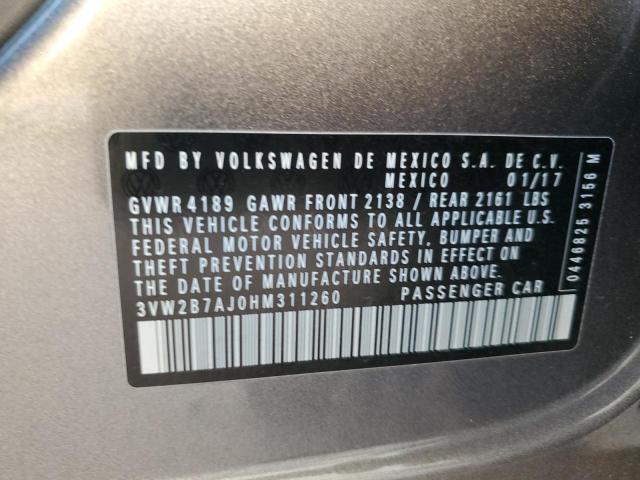 MFD BY VOLKSWAGEN DE MEXICO S.A. DE C.V.
MEXICO 01/17
GVWR 4189 GAWR FRONT 2138 / REAR 2161 LBS
THIS VEHICLE CONFORMS TO ALL APPLICABLE U.S.
FEDERAL MOTOR VEHICLE SAFETY, BUMPER AND
THEFT PREVENTION STANDARDS IN EFFECT ON THE
DATE OF MANUFACTURE SHOWN ABOVE.
3VW2B7AJ0HM311260 PASSENGER CAR
0446825 3156 M